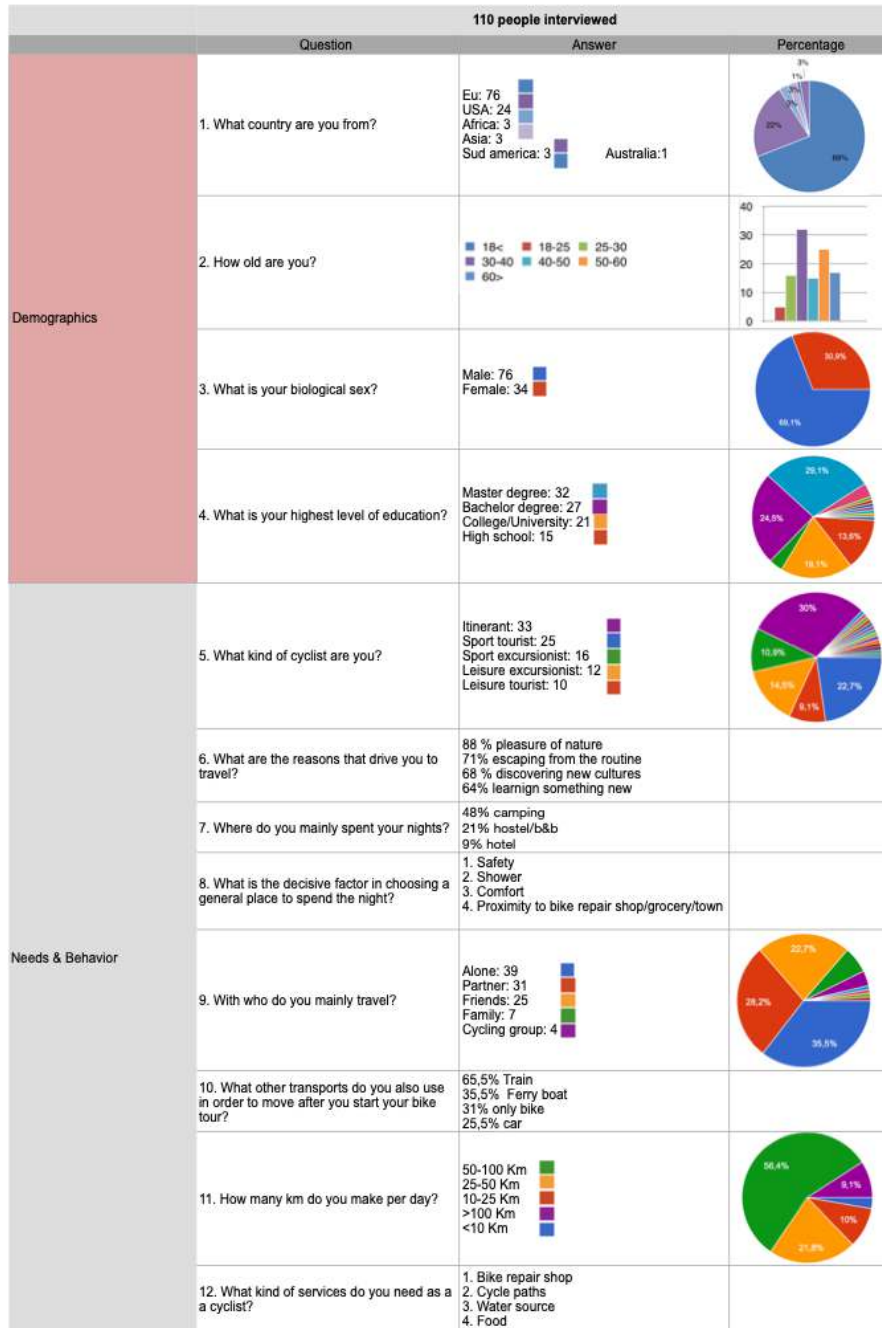 110 people interviewed
Question Answer Percentage
Demographics
1. What country are you from?
Eu: 76
USA: 24
Africa: 3
Asia: 3
Sud america: 3 Australia:1
3%
1%
3%
3%
22%
69%
2. How old are you?
18< 18-25 25-30
30-40 40-50 50-60
60>
40
30
20
10
0
3. What is your biological sex?
Male: 76
Female: 34
30,9%
69,1%
4. What is your highest level of education?
Master degree: 32
Bachelor degree: 27
College/University: 21
High school: 15
29,1%
24,5%
13,6%
19,1%
Needs & Behavior
5. What kind of cyclist are you?
Itinerant: 33
Sport tourist: 25
Sport excursionist: 16
Leisure excursionist: 12
Leisure tourist: 10
30%
10,9%
14,5%
9,1%
22,7%
6. What are the reasons that drive you to
travel?
88 % pleasure of nature
71% escaping from the routine
68 % discovering new cultures
64% learnign something new
7. Where do you mainly spent your nights?
48% camping
21% hostel/b&b
9% hotel
8. What is the decisive factor in choosing a
general place to spend the night?
1. Safety
2. Shower
3. Comfort
4. Proximity to bike repair shop/grocery/town
9. With who do you mainly travel?
Alone: 39
Partner: 31
Friends: 25
Family: 7
Cycling group: 4
22,7%
28,2%
35,5%
10. What other transports do you also use
in order to move after you start your bike
tour?
65,5% Train
35,5% Ferry boat
31% only bike
25,5% car
11. How many km do you make per day?
50-100 Km
25-50 Km
10-25 Km
>100 Km
<10 Km
56,4%
9,1%
10%
21,8%
12. What kind of services do you need as a
a cyclist?
1. Bike repair shop
2. Cycle paths
3. Water source
4. Food